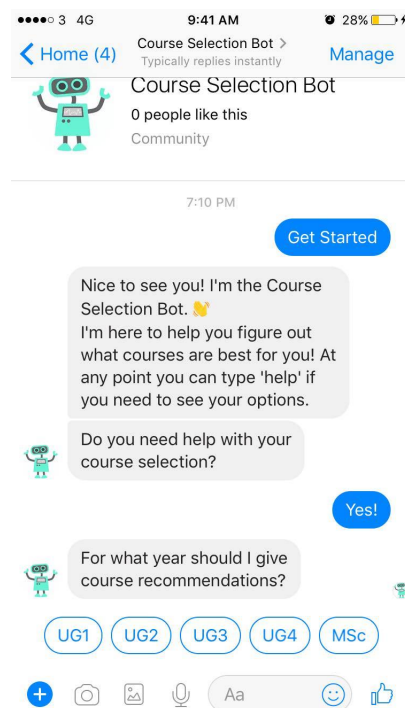 3 4G 9:41 AM 28%
Home (4) Course Selection Bot Manage
Typically replies instantly
Course Selection Bot
0 people like this
Community
7:10 PM
Get Started
Nice to see you! I'm the Course
Selection Bot. 👋
I'm here to help you figure out
what courses are best for you! At
any point you can type 'help' if
you need to see your options.
Do you need help with your
course selection?
Yes!
For what year should I give
course recommendations?
UG1 UG2 UG3 UG4 MSc
Aa